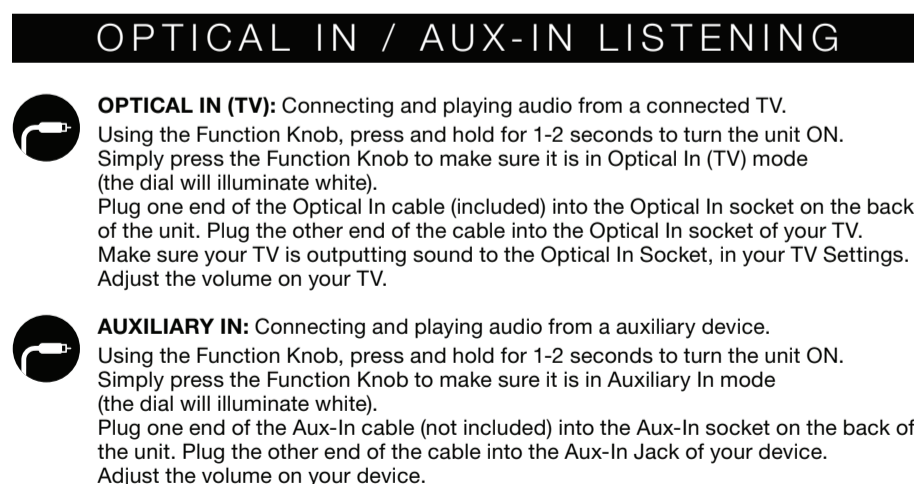 OPTICAL IN / AUX-IN LISTENING
OPTICAL IN (TV): Connecting and playing audio from a connected TV.
Using the Function Knob, press and hold for 1-2 seconds to turn the unit ON.
Simply press the Function Knob to make sure it is in Optical In (TV) mode
(the dial will illuminate white).
Plug one end of the Optical In cable (included) into the Optical In socket on the back
of the unit. Plug the other end of the cable into the Optical In socket of your TV.
Make sure your TV is outputting sound to the Optical In Socket, in your TV Settings.
Adjust the volume on your TV.
AUXILIARY IN: Connecting and playing audio from a auxiliary device.
Using the Function Knob, press and hold for 1-2 seconds to turn the unit ON.
Simply press the Function Knob to make sure it is in Auxiliary In mode
(the dial will illuminate white).
Plug one end of the Aux-In cable (not included) into the Aux-In socket on the back of
the unit. Plug the other end of the cable into the Aux-In Jack of your device.
Adjust the volume on your device.